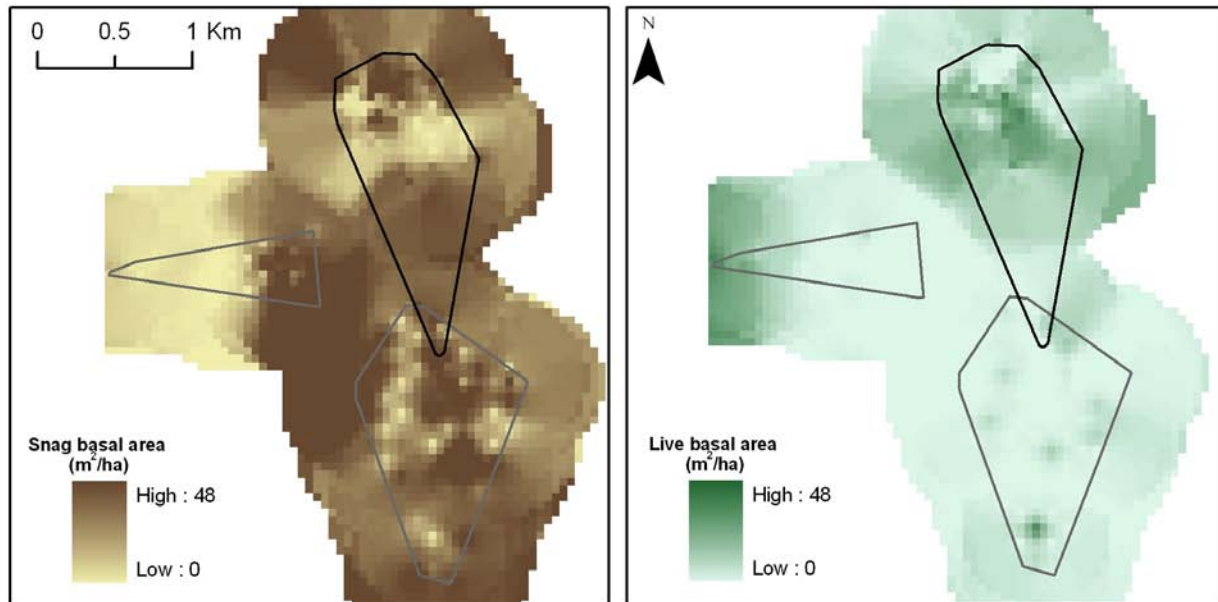 0 0.5 1 Km
N
Snag basal area
(m²/ha)
High : 48
Low : 0
Live basal area
(m²/ha)
High : 48
Low : 0